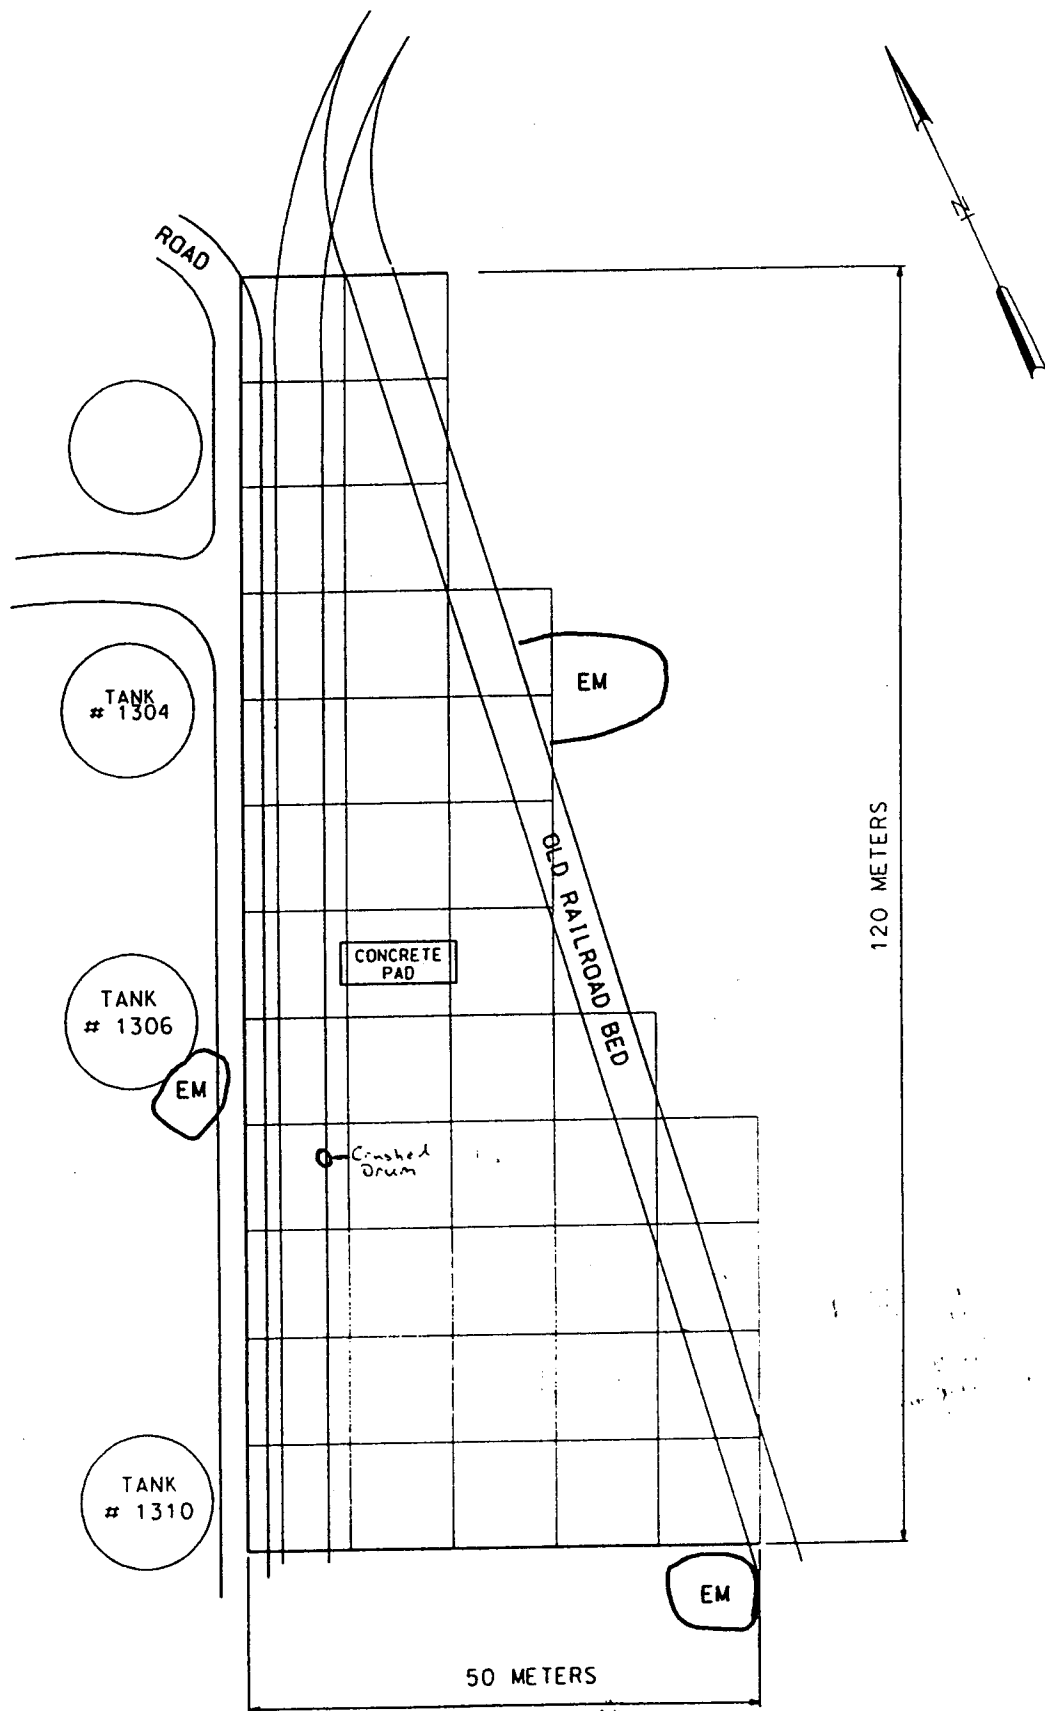 ROAD
N
TANK
# 1304
EM
OLD RAILROAD BED
120 METERS
CONCRETE
PAD
TANK
# 1306
EM
Crushed
Drum
TANK
# 1310
EM
50 METERS